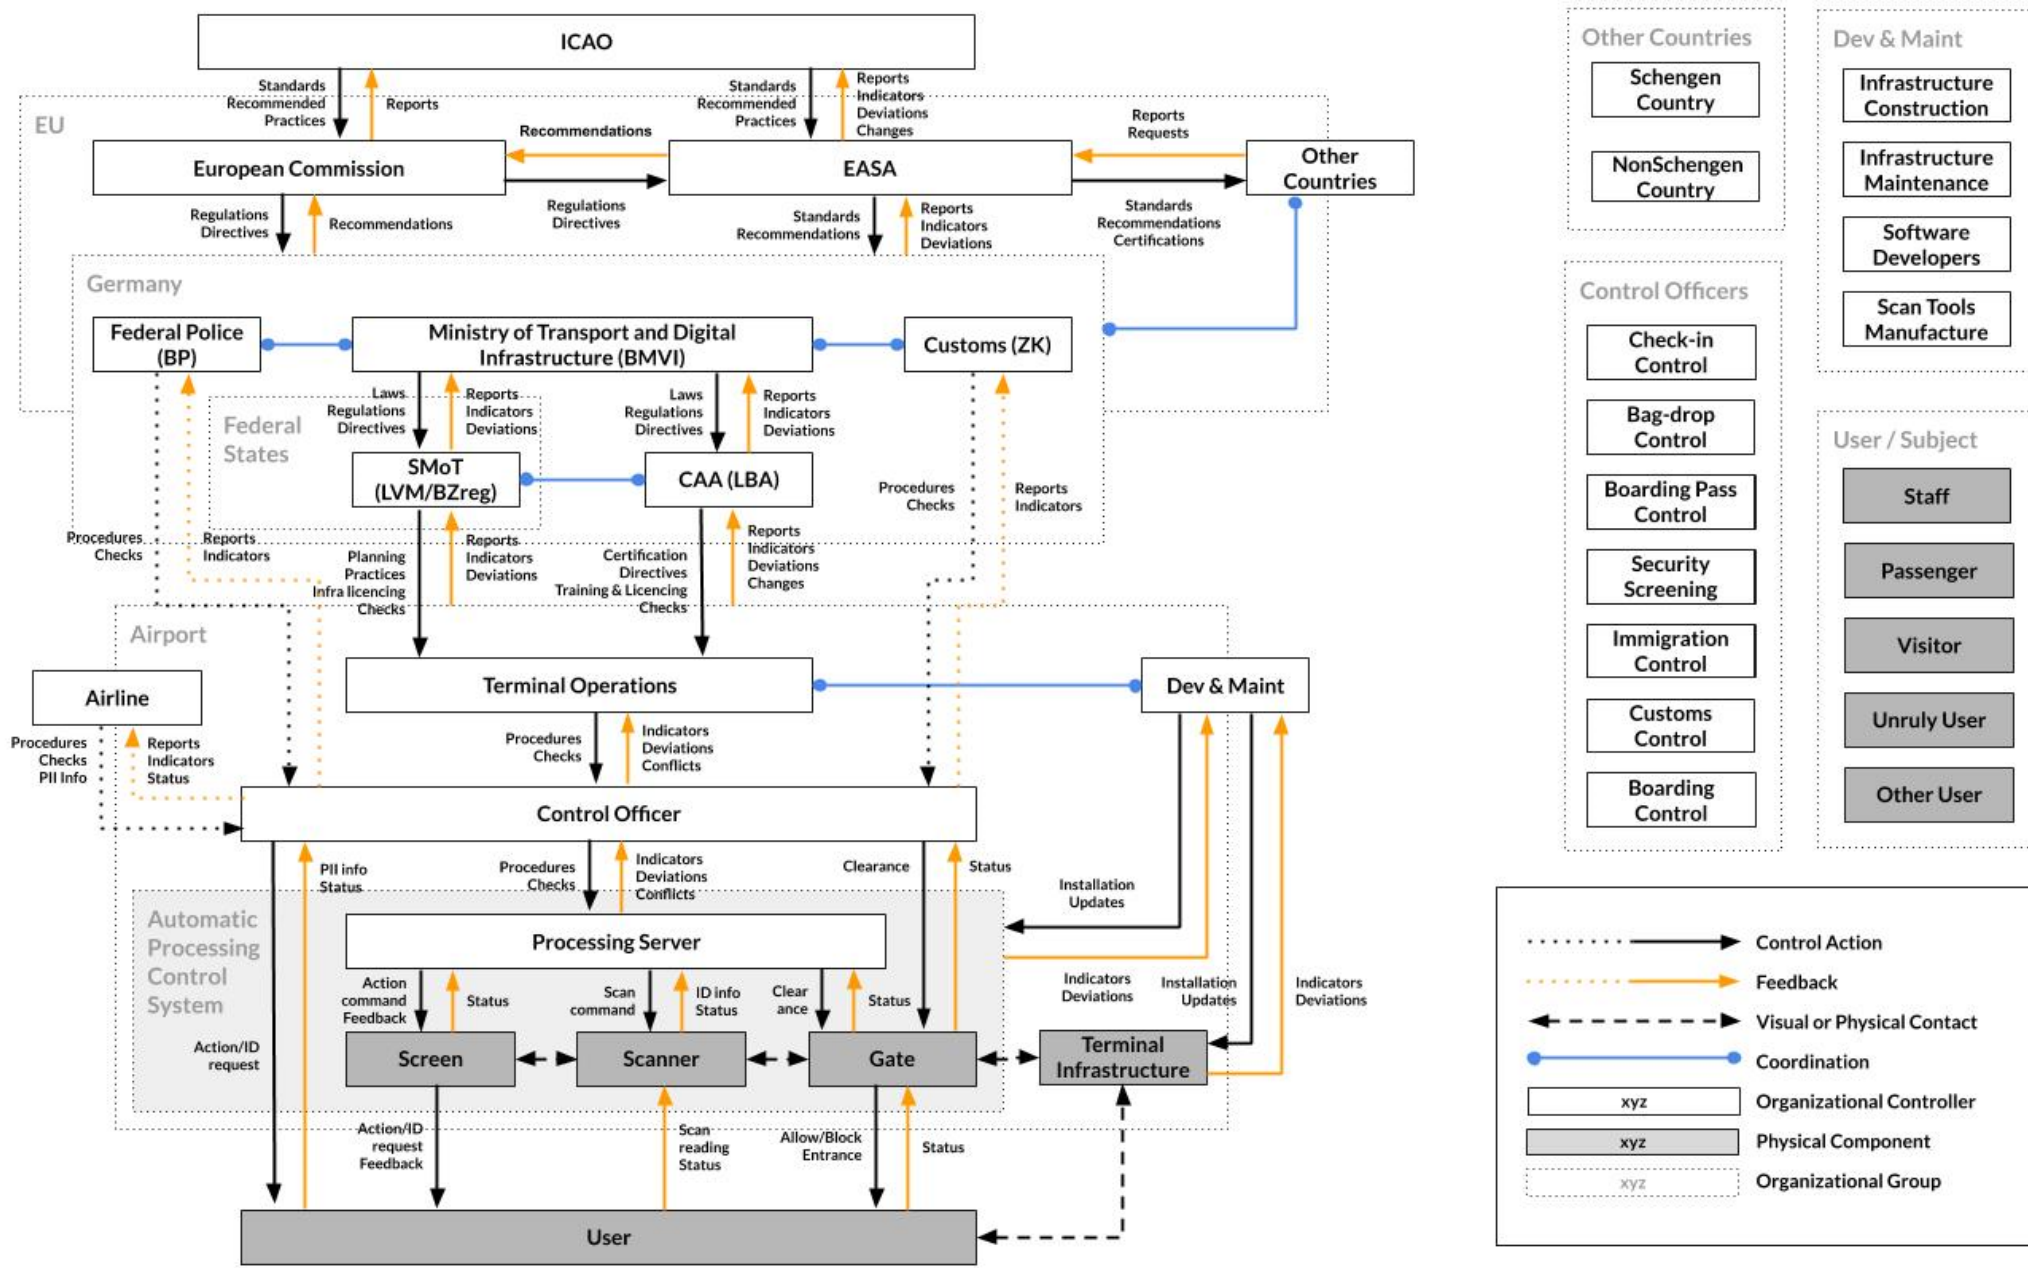 ICAO
Standards
Recommended
Practices
Reports
Standards
Recommended
Practices
Reports
Indicators
Deviations
Changes
EU
Recommendations
Reports
Requests
European Commission
EASA
Other
Countries
Regulations
Directives
Recommendations
Regulations
Directives
Standards
Recommendations
Reports
Indicators
Deviations
Standards
Recommendations
Certifications
Germany
Federal Police
(BP)
Ministry of Transport and Digital
Infrastructure (BMVI)
Customs (ZK)
Laws
Regulations
Directives
Reports
Indicators
Deviations
Laws
Regulations
Directives
Reports
Indicators
Deviations
Federal
States
SMoT
(LVM/BZreg)
CAA (LBA)
Procedures
Checks
Reports
Indicators
Procedures
Checks
Reports
Indicators
Planning
Practices
Infra licencing
Checks
Reports
Indicators
Deviations
Certification
Directives
Training & Licencing
Checks
Reports
Indicators
Deviations
Changes
Airport
Airline
Terminal Operations
Dev & Maint
Procedures
Checks
PII Info
Reports
Indicators
Status
Procedures
Checks
Indicators
Deviations
Conflicts
Control Officer
PII info
Status
Procedures
Checks
Indicators
Deviations
Conflicts
Clearance
Status
Installation
Updates
Automatic
Processing
Control
System
Processing Server
Action
command
Feedback
Status
Scan
command
ID info
Status
Clear
ance
Status
Indicators
Deviations
Installation
Updates
Indicators
Deviations
Action/ID
request
Screen
Scanner
Gate
Terminal
Infrastructure
Action/ID
request
Feedback
Scan
reading
Status
Allow/Block
Entrance
Status
User
Other Countries
Schengen
Country
NonSchengen
Country
Dev & Maint
Infrastructure
Construction
Infrastructure
Maintenance
Software
Developers
Scan Tools
Manufacture
Control Officers
Check-in
Control
Bag-drop
Control
Boarding Pass
Control
Security
Screening
Immigration
Control
Customs
Control
Boarding
Control
User / Subject
Staff
Passenger
Visitor
Unruly User
Other User
Control Action
Feedback
Visual or Physical Contact
Coordination
xyz Organizational Controller
xyz Physical Component
xyz Organizational Group